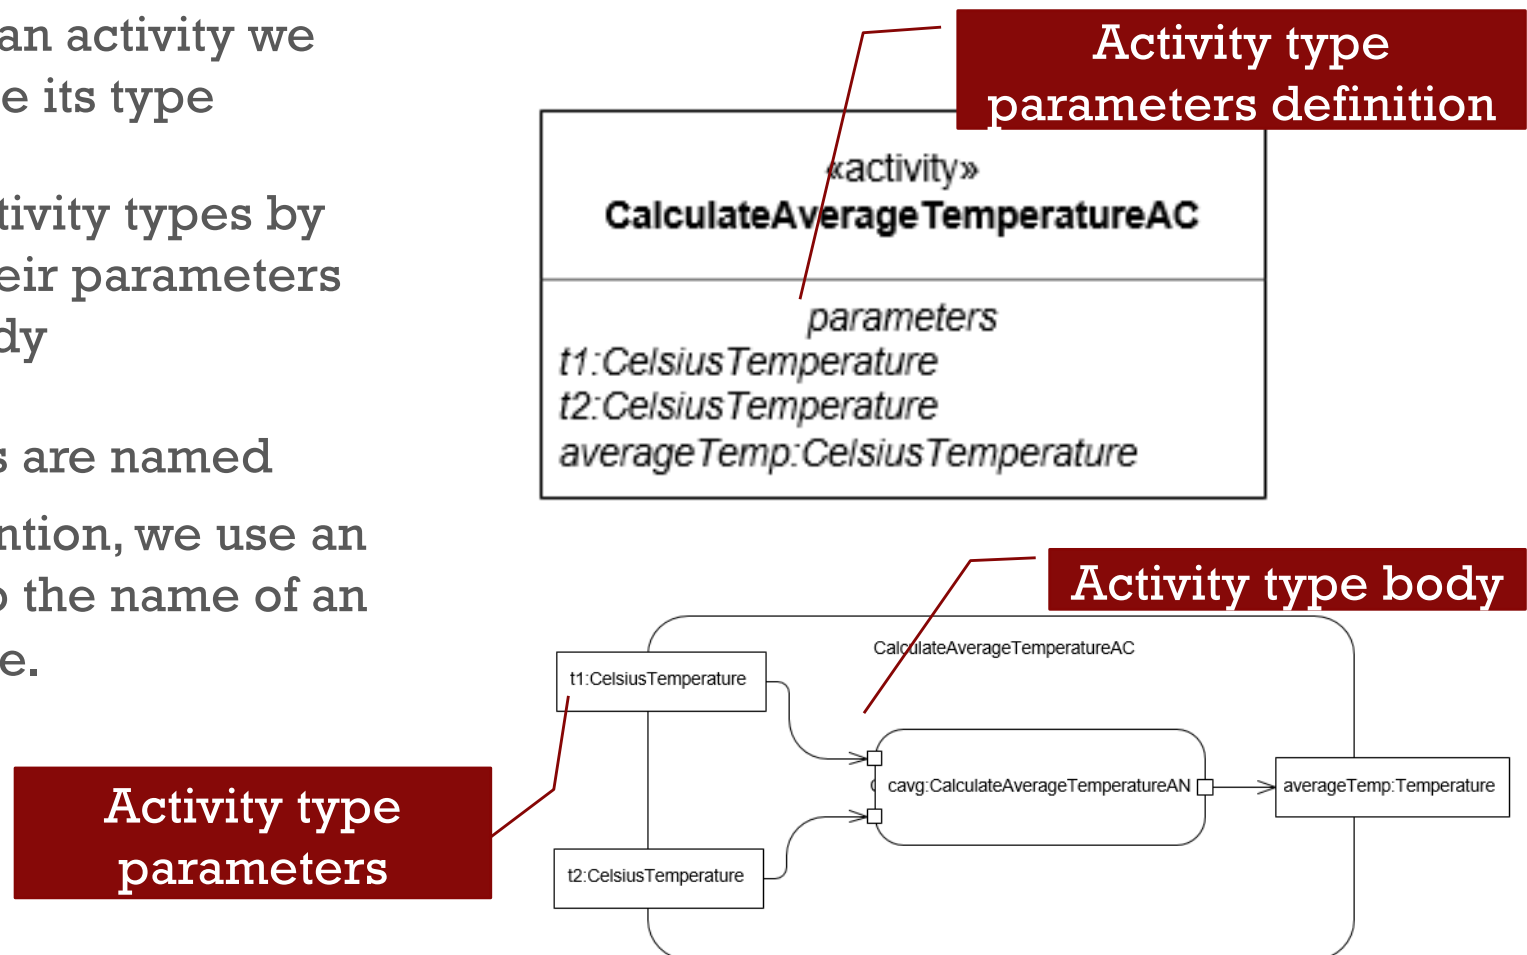 an activity we
e its type
tivity types by
eir parameters
dy
s are named
ntion, we use an
o the name of an
e.
Activity type
parameters definition
«activity»
CalculateAverageTemperatureAC
parameters
t1:CelsiusTemperature
t2:CelsiusTemperature
averageTemp:CelsiusTemperature
Activity type body
CalculateAverageTemperatureAC
t1:CelsiusTemperature
cavg:CalculateAverageTemperatureAN
averageTemp:Temperature
Activity type
parameters
t2:CelsiusTemperature